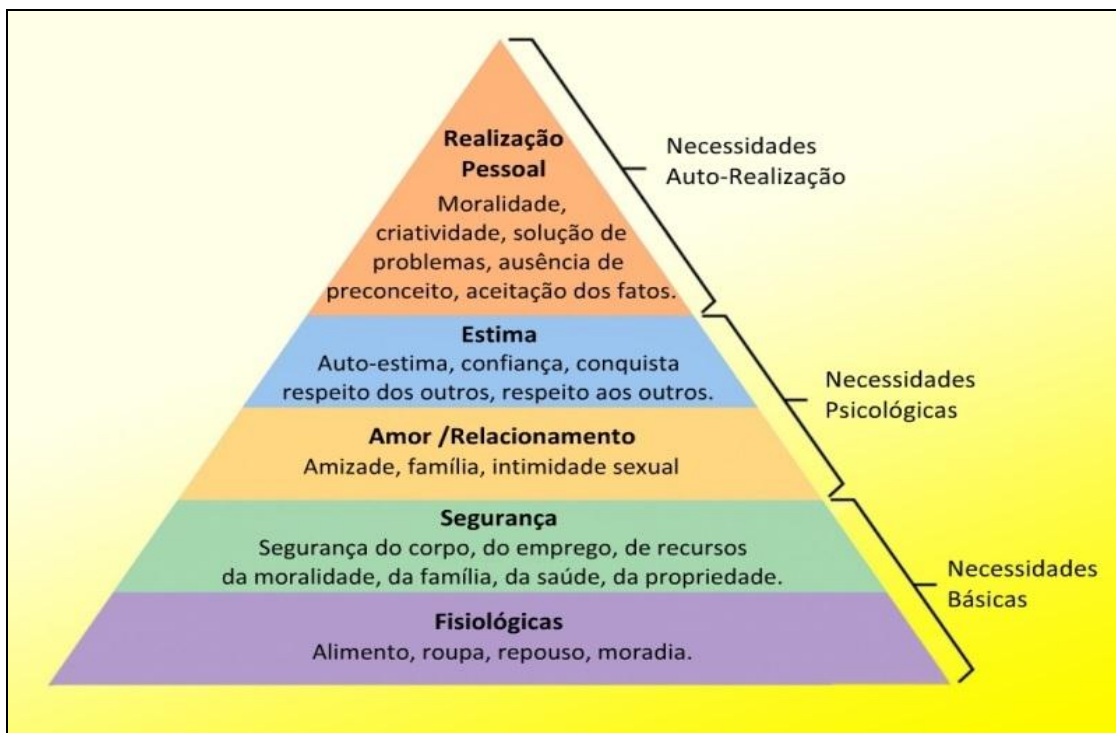 Realização
Pessoal
Moralidade,
criatividade, solução de
problemas, ausência de
preconceito, aceitação dos fatos.
Necessidades
Auto-Realização
Estima
Auto-estima, confiança, conquista
respeito dos outros, respeito aos outros.
Necessidades
Psicológicas
Amor /Relacionamento
Amizade, família, intimidade sexual
Segurança
Segurança do corpo, do emprego, de recursos
da moralidade, da família, da saúde, da propriedade.
Necessidades
Básicas
Fisiológicas
Alimento, roupa, repouso, moradia.